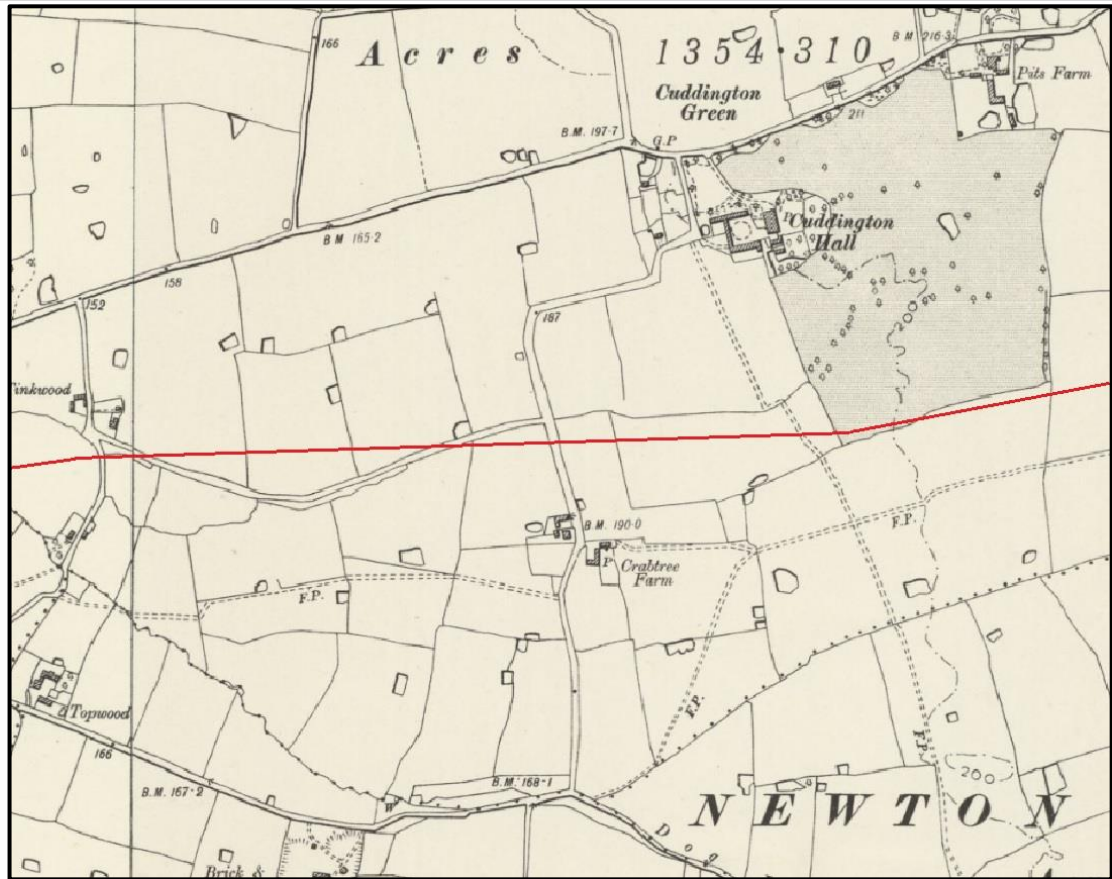 166
Acres
1354·310
B.M. 216·3
Pits Farm
Cuddington
Green
211
B.M. 197·7
G.P
B.M. 165·2
Cuddington
Hall
P
158
152
187
200
Tinkwood
B.M. 190·0
F.P.
Crabtree
Farm
P
F.P.
F.P.
F.P.
Topwood
166
B.M. 167·2
B.M. 168·1
W
200
NEWTON
Brick &